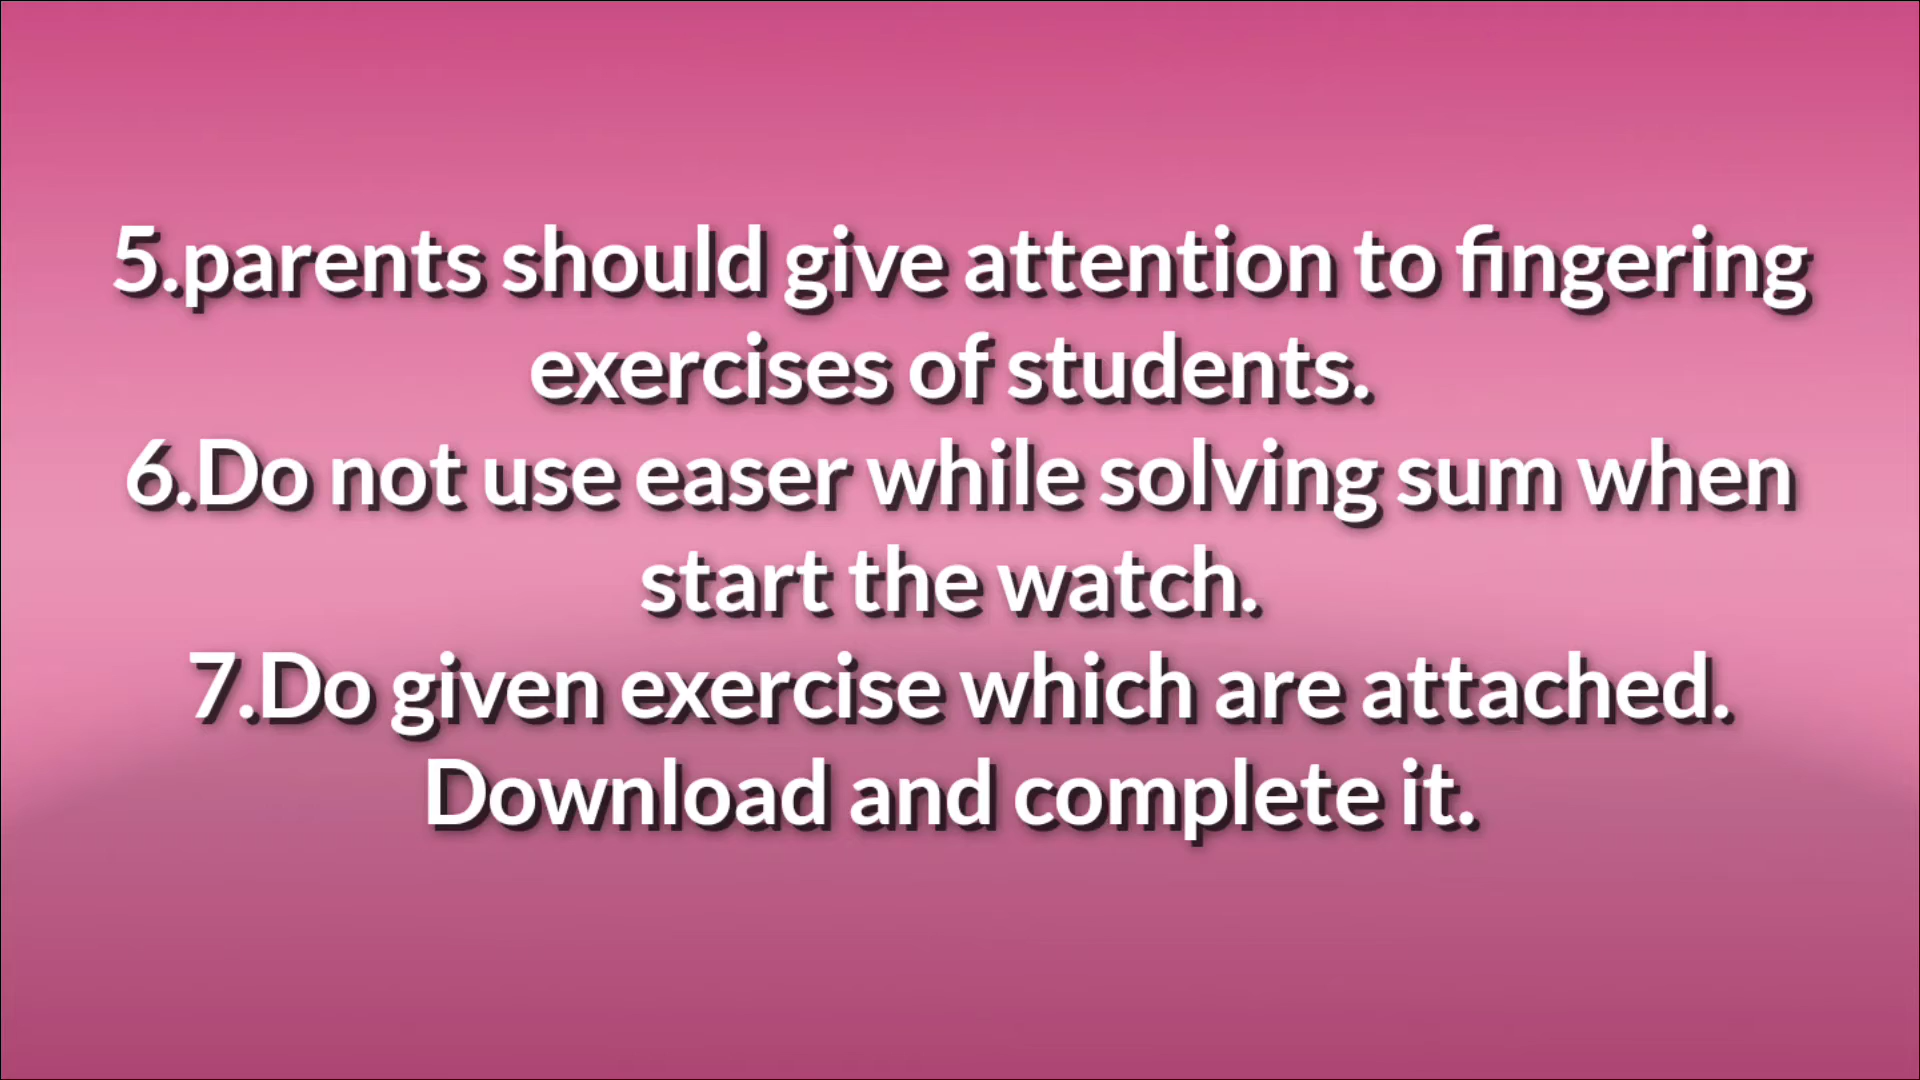 5.parents should give attention to fingering
exercises of students.
6.Do not use easer while solving sum when
start the watch.
7.Do given exercise which are attached.
Download and complete it.